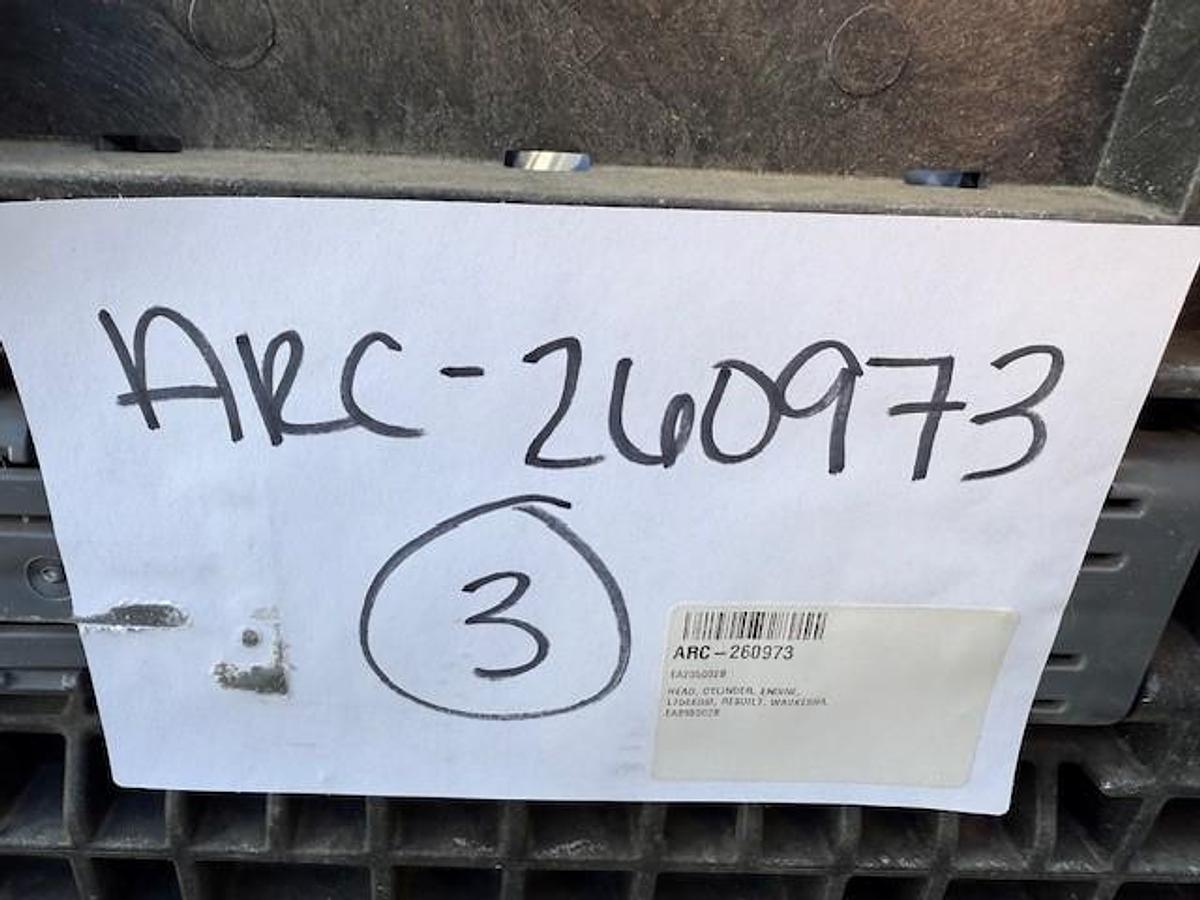 ARC-260973
3
ARC-260973
HEAD, CYLINDER, ENGINE,
REBUILT, WAUKESHA,